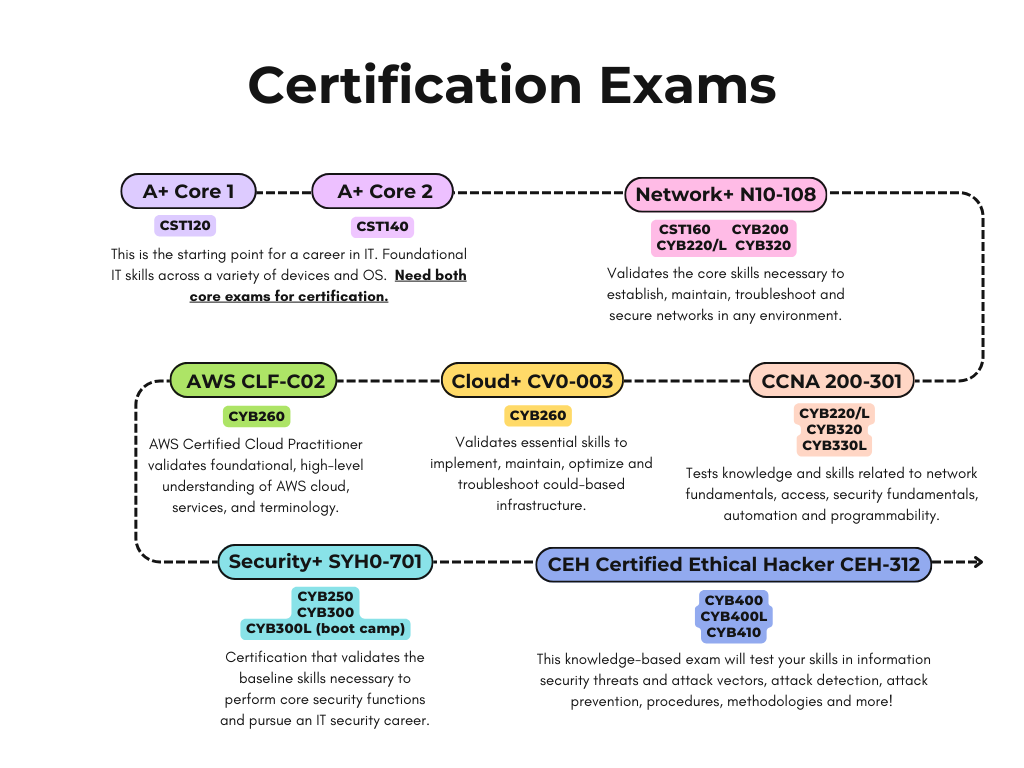 Certification Exams
A+ Core 1
A+ Core 2
Network+ N10-108
CST120
CST140
CST160 CYB200
CYB220/L CYB320
This is the starting point for a career in IT. Foundational
IT skills across a variety of devices and OS. Need both
core exams for certification.
Validates the core skills necessary to
establish, maintain, troubleshoot and
secure networks in any environment.
AWS CLF-C02
Cloud+ CV0-003
CCNA 200-301
CYB260
CYB260
CYB220/L
CYB320
CYB330L
AWS Certified Cloud Practitioner
validates foundational, high-level
understanding of AWS cloud,
services, and terminology.
Validates essential skills to
implement, maintain, optimize and
troubleshoot could-based
infrastructure.
Tests knowledge and skills related to network
fundamentals, access, security fundamentals,
automation and programmability.
Security+ SYH0-701
CEH Certified Ethical Hacker CEH-312
CYB250
CYB300
CYB300L (boot camp)
CYB400
CYB400L
CYB410
Certification that validates the
baseline skills necessary to
perform core security functions
and pursue an IT security career.
This knowledge-based exam will test your skills in information
security threats and attack vectors, attack detection, attack
prevention, procedures, methodologies and more!